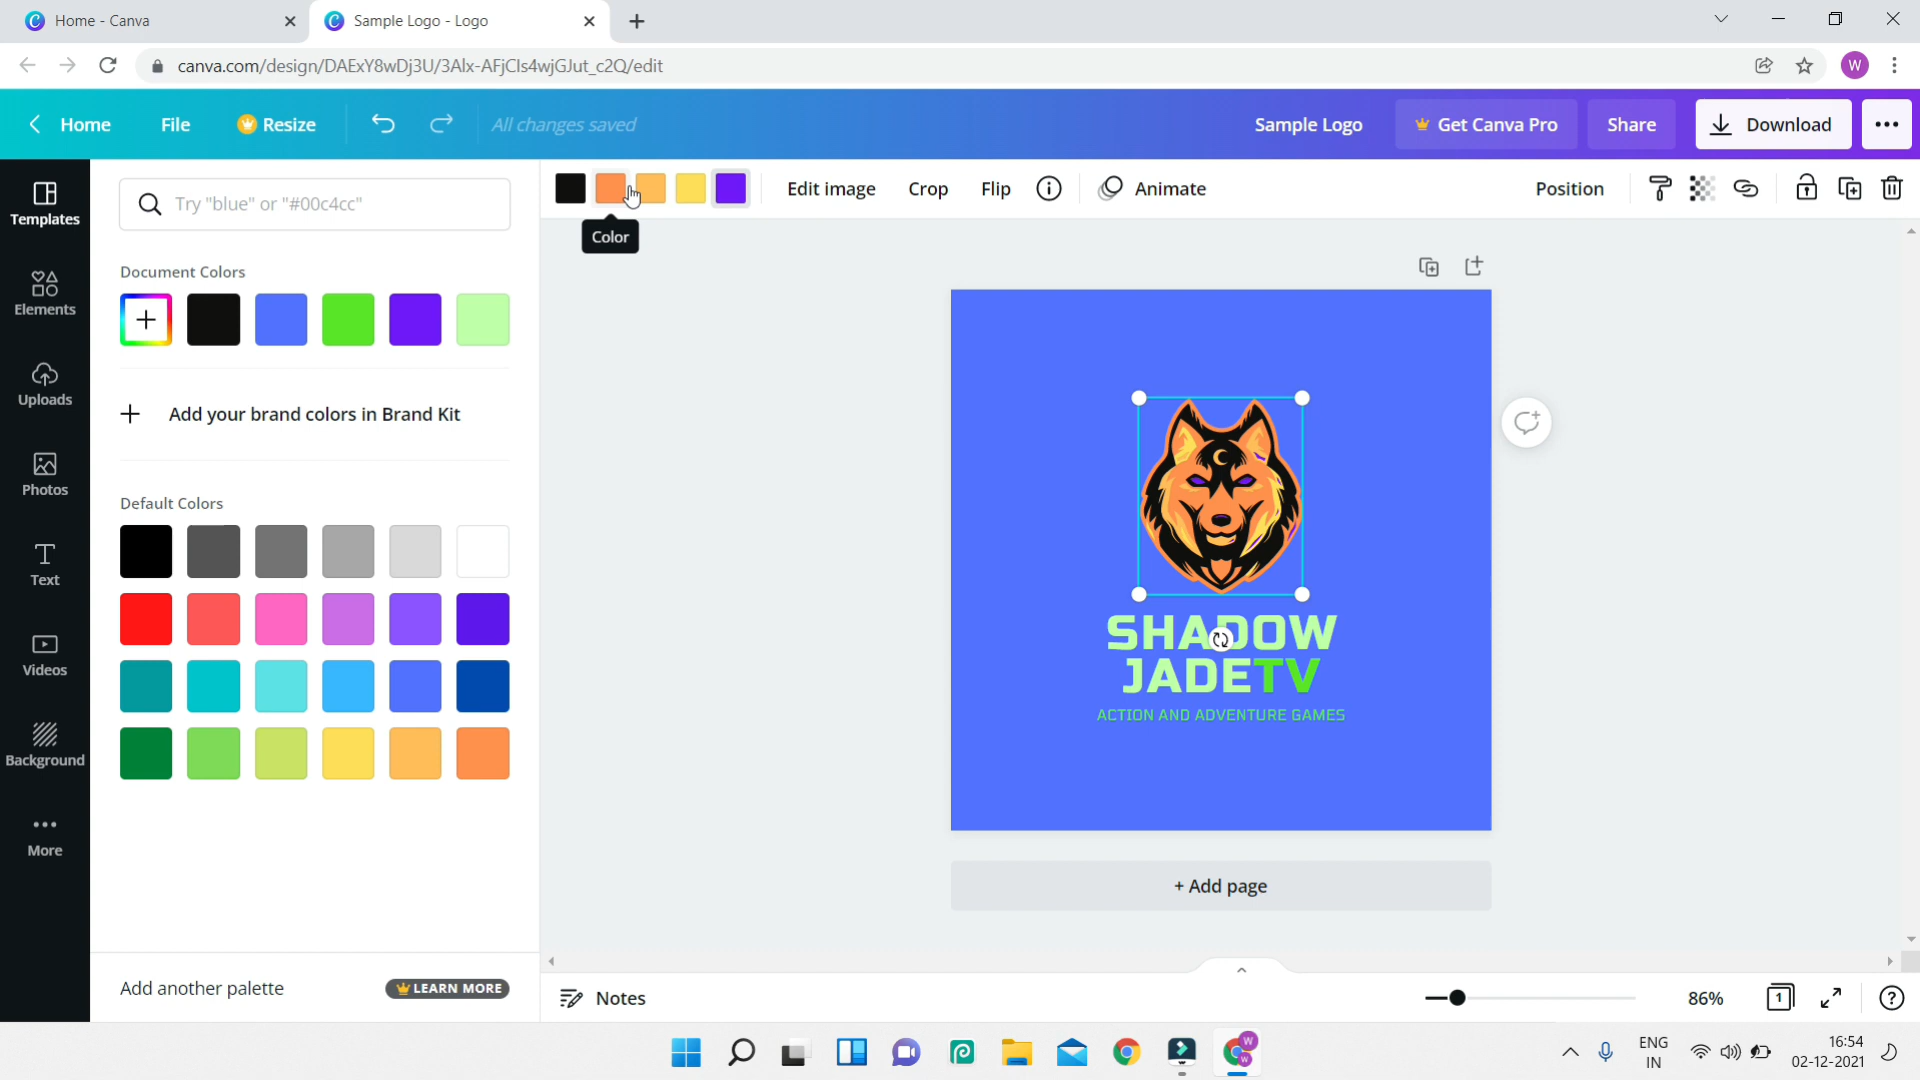 Home - Canva
Sample Logo - Logo
canva.com/design/DAExY8wDj3U/3Alx-AFjCls4wjGJut_c2Q/edit
W
Home
File
Resize
All changes saved
Sample Logo
Get Canva Pro
Share
Download
Templates
Elements
Uploads
Photos
Text
Videos
Background
More
Try "blue" or "#00c4cc"
Document Colors
Add your brand colors in Brand Kit
Default Colors
Add another palette
LEARN MORE
Edit image
Crop
Flip
Animate
Position
Color
SHADOW
JADETV
ACTION AND ADVENTURE GAMES
+ Add page
Notes
86%
1
ENG
IN
16:54
02-12-2021